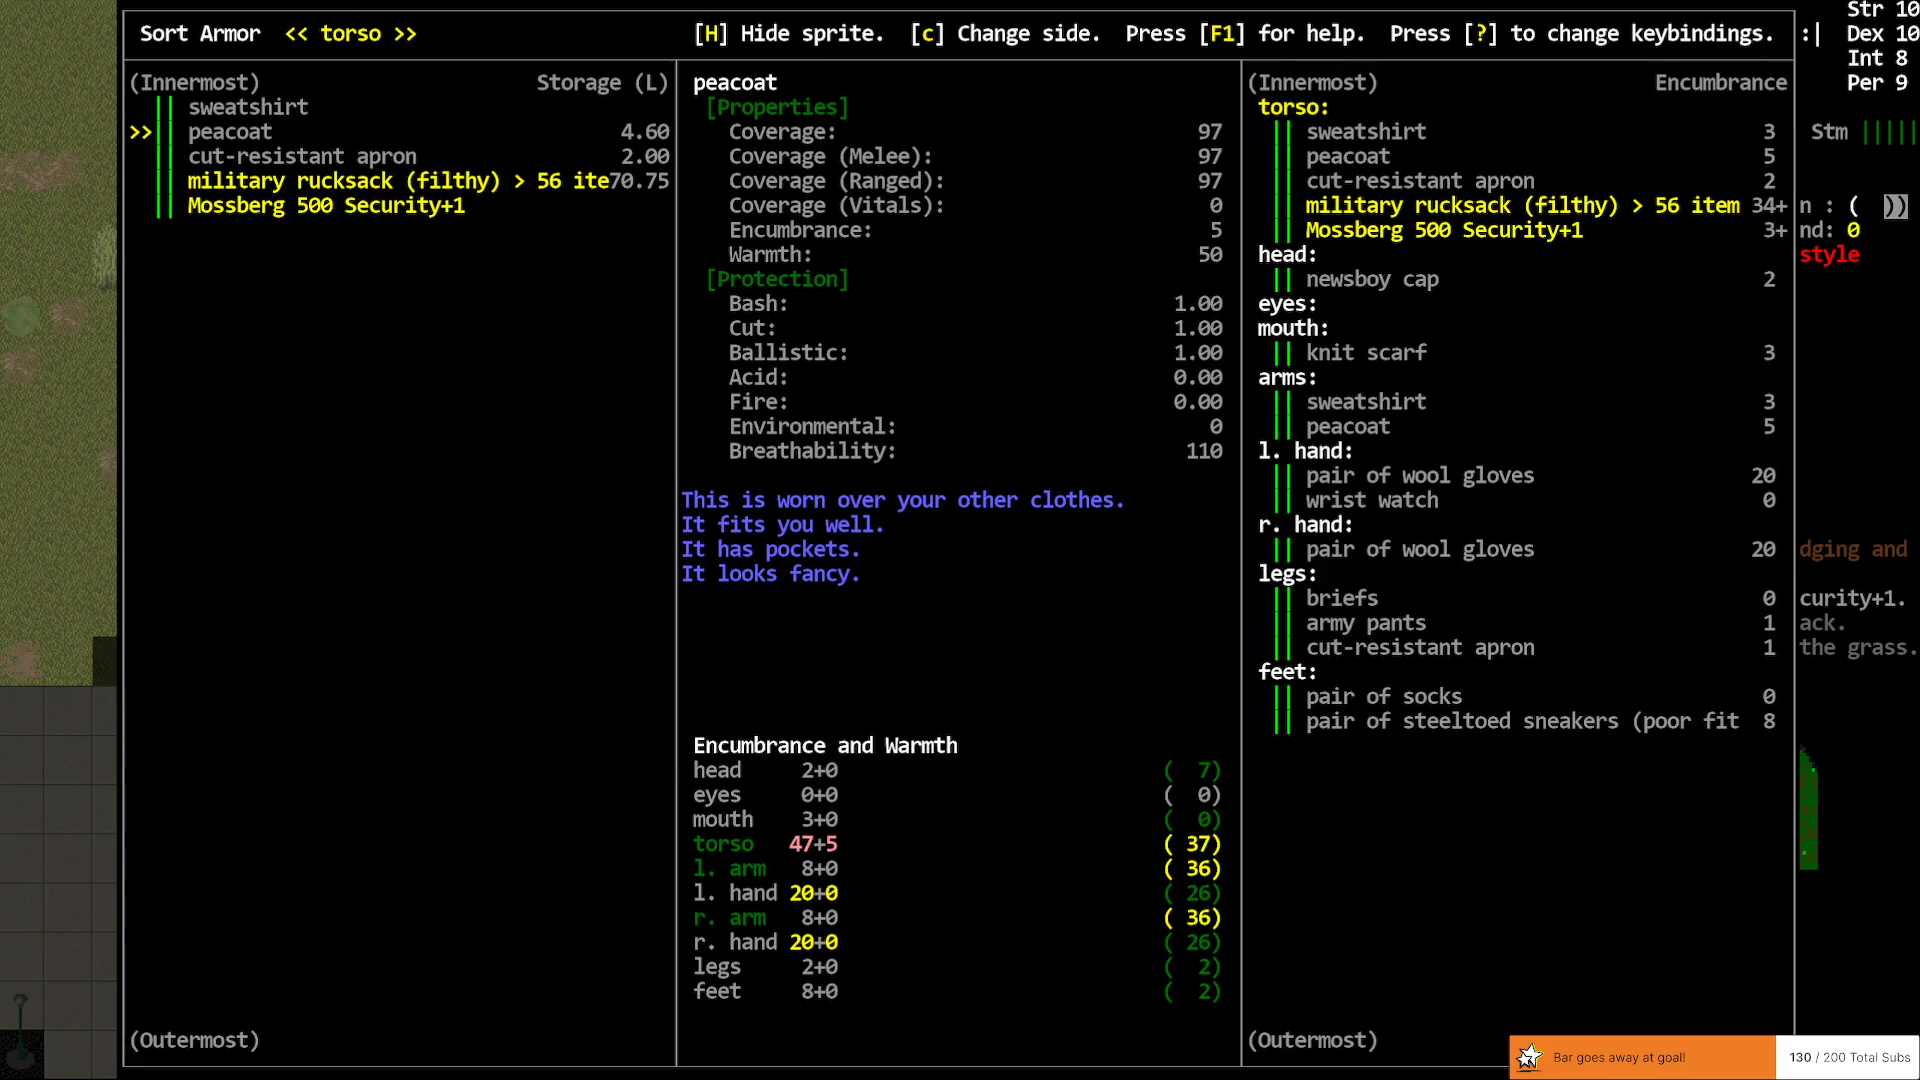 Sort Armor << torso >> [H] Hide sprite. [c] Change side. Press [F1] for help. Press [?] to change keybindings.
(Innermost) Storage (L)
sweatshirt
>> peacoat 4.60
cut-resistant apron 2.00
military rucksack (filthy) > 56 ite70.75
Mossberg 500 Security+1
(Outermost)
peacoat
[Properties]
Coverage: 97
Coverage (Melee): 97
Coverage (Ranged): 97
Coverage (Vitals): 0
Encumbrance: 5
Warmth: 50
[Protection]
Bash: 1.00
Cut: 1.00
Ballistic: 1.00
Acid: 0.00
Fire: 0.00
Environmental: 0
Breathability: 110
This is worn over your other clothes.
It fits you well.
It has pockets.
It looks fancy.
Encumbrance and Warmth
head 2+0 ( 7)
eyes 0+0 ( 0)
mouth 3+0 ( 0)
torso 47+5 ( 37)
l. arm 8+0 ( 36)
l. hand 20+0 ( 26)
r. arm 8+0 ( 36)
r. hand 20+0 ( 26)
legs 2+0 ( 2)
feet 8+0 ( 2)
(Innermost) Encumbrance
torso:
sweatshirt 3
peacoat 5
cut-resistant apron 2
military rucksack (filthy) > 56 item 34+
Mossberg 500 Security+1 3+
head:
newsboy cap 2
eyes:
mouth:
knit scarf 3
arms:
sweatshirt 3
peacoat 5
l. hand:
pair of wool gloves 20
wrist watch 0
r. hand:
pair of wool gloves 20
legs:
briefs 0
army pants 1
cut-resistant apron 1
feet:
pair of socks 0
pair of steeltoed sneakers (poor fit 8
(Outermost)
Str 10
:| Dex 10
Int 8
Per 9
Stm |||||
n : ( ))
nd: 0
style
dging and
curity+1.
ack.
the grass.
Bar goes away at goal! 130 / 200 Total Subs